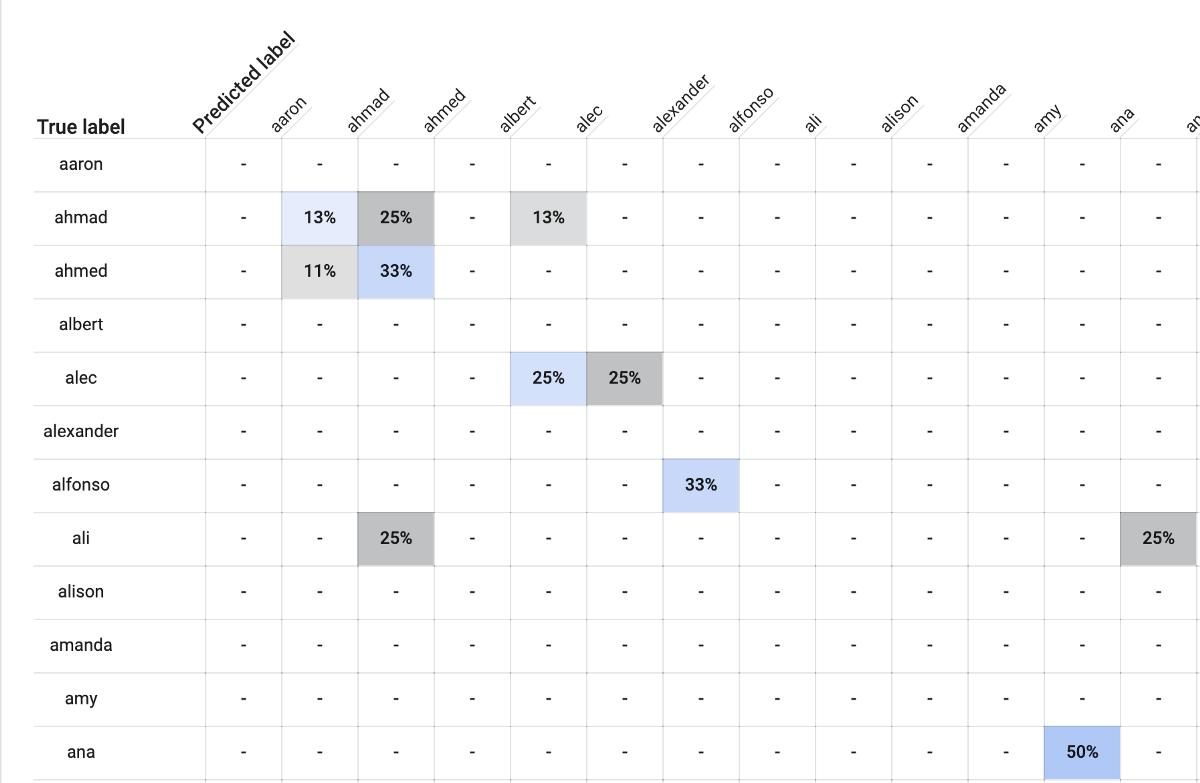 Predicted label
aaron ahmad ahmed albert alec alexander alfonso ali alison amanda amy ana
True label
aaron - - - - - - - - - - - - -
ahmad - 13% 25% - 13% - - - - - - - -
ahmed - 11% 33% - - - - - - - - - -
albert - - - - - - - - - - - - -
alec - - - - 25% 25% - - - - - - -
alexander - - - - - - - - - - - - -
alfonso - - - - - - 33% - - - - - -
ali - - 25% - - - - - - - - - 25%
alison - - - - - - - - - - - - -
amanda - - - - - - - - - - - - -
amy - - - - - - - - - - - - -
ana - - - - - - - - - - - 50% -